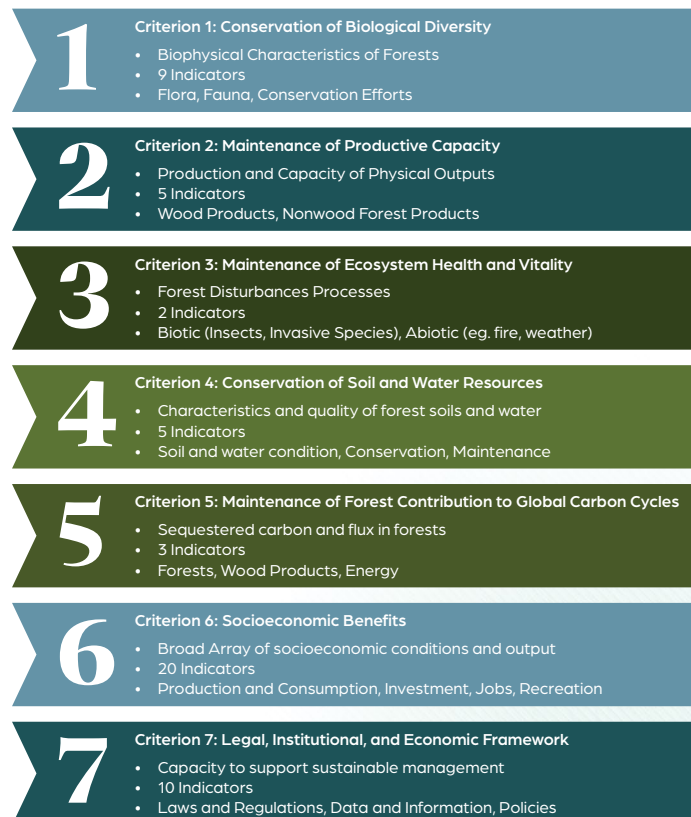 1
Criterion 1: Conservation of Biological Diversity
• Biophysical Characteristics of Forests
• 9 Indicators
• Flora, Fauna, Conservation Efforts
2
Criterion 2: Maintenance of Productive Capacity
• Production and Capacity of Physical Outputs
• 5 Indicators
• Wood Products, Nonwood Forest Products
3
Criterion 3: Maintenance of Ecosystem Health and Vitality
• Forest Disturbances Processes
• 2 Indicators
• Biotic (Insects, Invasive Species), Abiotic (eg. fire, weather)
4
Criterion 4: Conservation of Soil and Water Resources
• Characteristics and quality of forest soils and water
• 5 Indicators
• Soil and water condition, Conservation, Maintenance
5
Criterion 5: Maintenance of Forest Contribution to Global Carbon Cycles
• Sequestered carbon and flux in forests
• 3 Indicators
• Forests, Wood Products, Energy
6
Criterion 6: Socioeconomic Benefits
• Broad Array of socioeconomic conditions and output
• 20 Indicators
• Production and Consumption, Investment, Jobs, Recreation
7
Criterion 7: Legal, Institutional, and Economic Framework
• Capacity to support sustainable management
• 10 Indicators
• Laws and Regulations, Data and Information, Policies